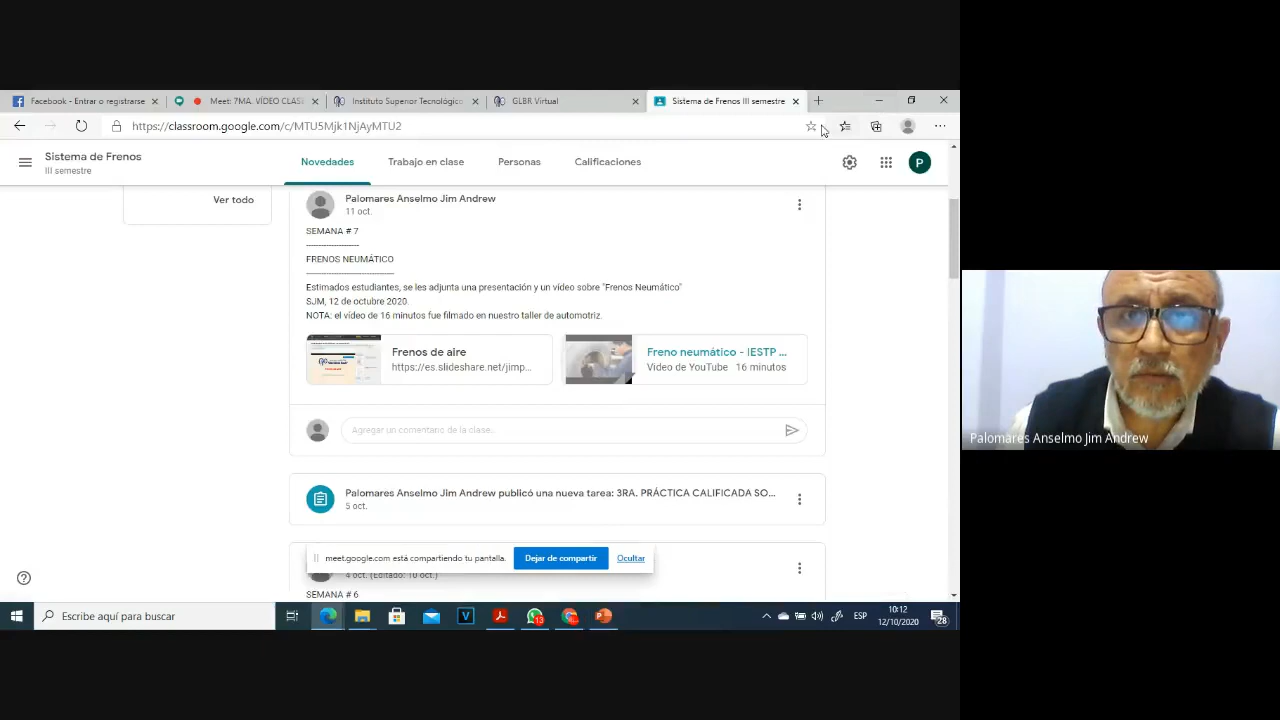 Facebook - Entrar o registrarse
Meet: 7MA. VÍDEO CLASE
Instituto Superior Tecnológico
GLBR Virtual
Sistema de Frenos III semestre
https://classroom.google.com/c/MTU5Mjk1NjAyMTU2
Sistema de Frenos
III semestre
Novedades
Trabajo en clase
Personas
Calificaciones
P
Ver todo
Palomares Anselmo Jim Andrew
11 oct.
SEMANA # 7
---------------------
FRENOS NEUMÁTICO
-----------------------------------
Estimados estudiantes, se les adjunta una presentación y un vídeo sobre "Frenos Neumático"
SJM, 12 de octubre 2020.
NOTA: el vídeo de 16 minutos fue filmado en nuestro taller de automotriz.
Frenos de aire
https://es.slideshare.net/jimp...
Freno neumático - IESTP ...
Video de YouTube 16 minutos
Agregar un comentario de la clase..
Palomares Anselmo Jim Andrew publicó una nueva tarea: 3RA. PRÁCTICA CALIFICADA SO...
5 oct.
meet.google.com está compartiendo tu pantalla.
Dejar de compartir
Ocultar
4 oct. (Editado: 10 oct.)
SEMANA # 6
Escribe aquí para buscar
V
13
ESP
10:12
12/10/2020
28
Palomares Anselmo Jim Andrew